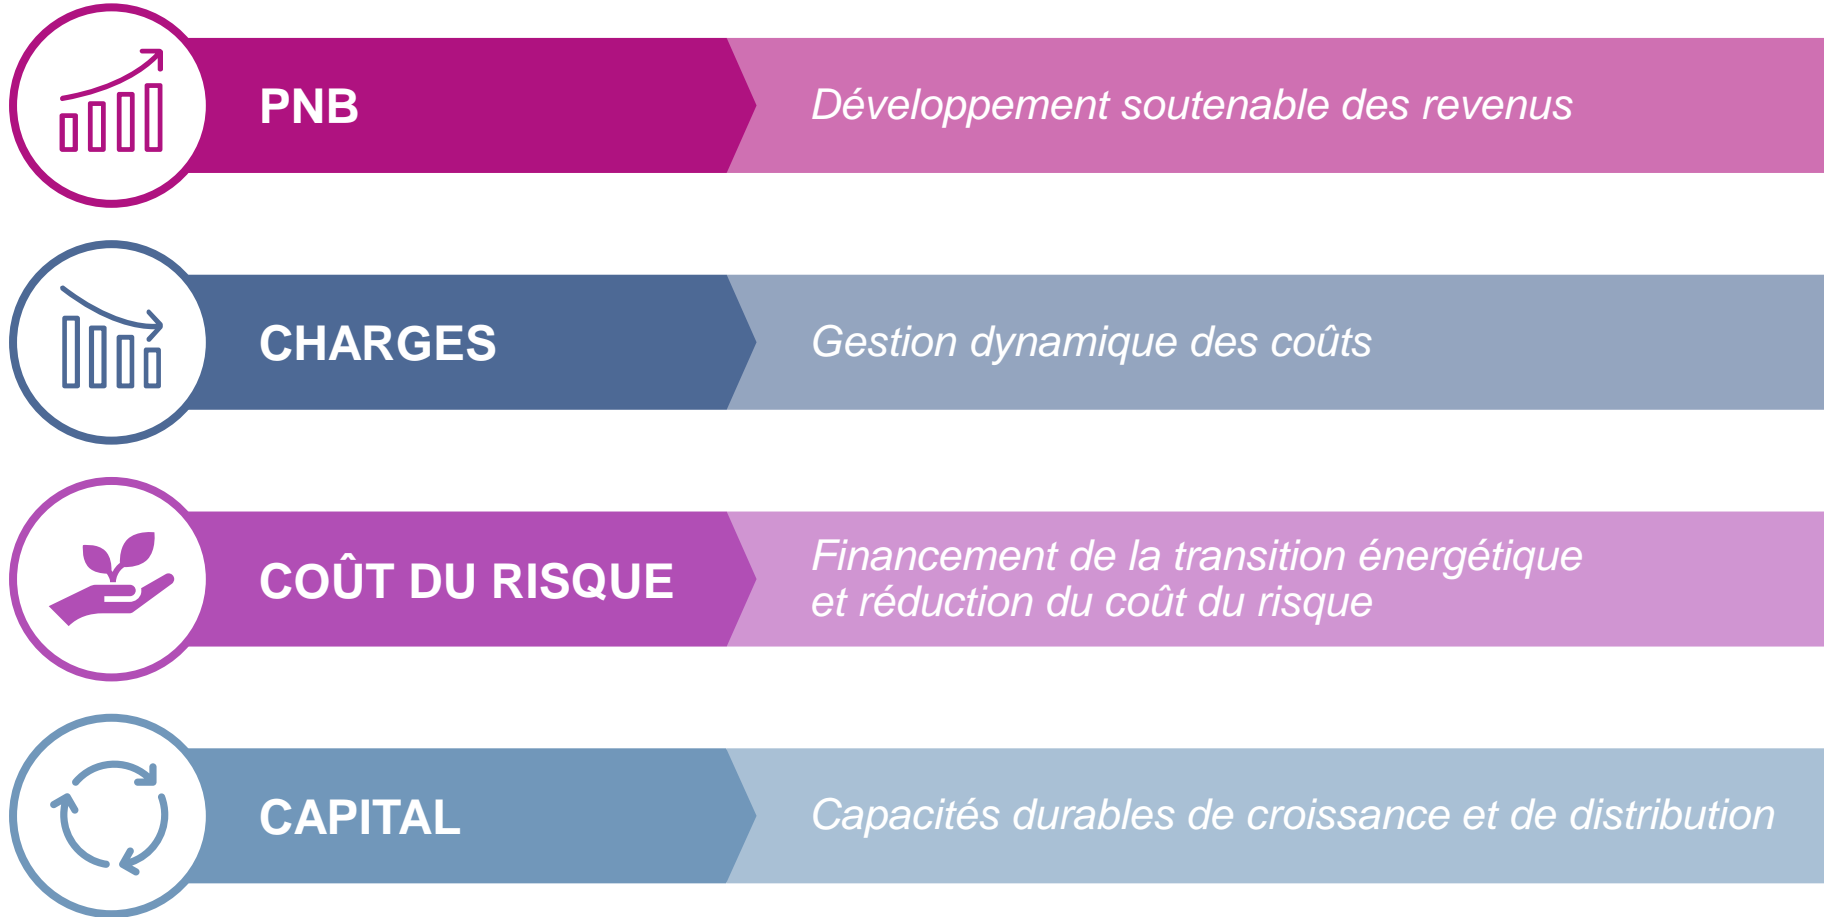 PNB
Développement soutenable des revenus
CHARGES
Gestion dynamique des coûts
COÛT DU RISQUE
Financement de la transition énergétique
et réduction du coût du risque
CAPITAL
Capacités durables de croissance et de distribution